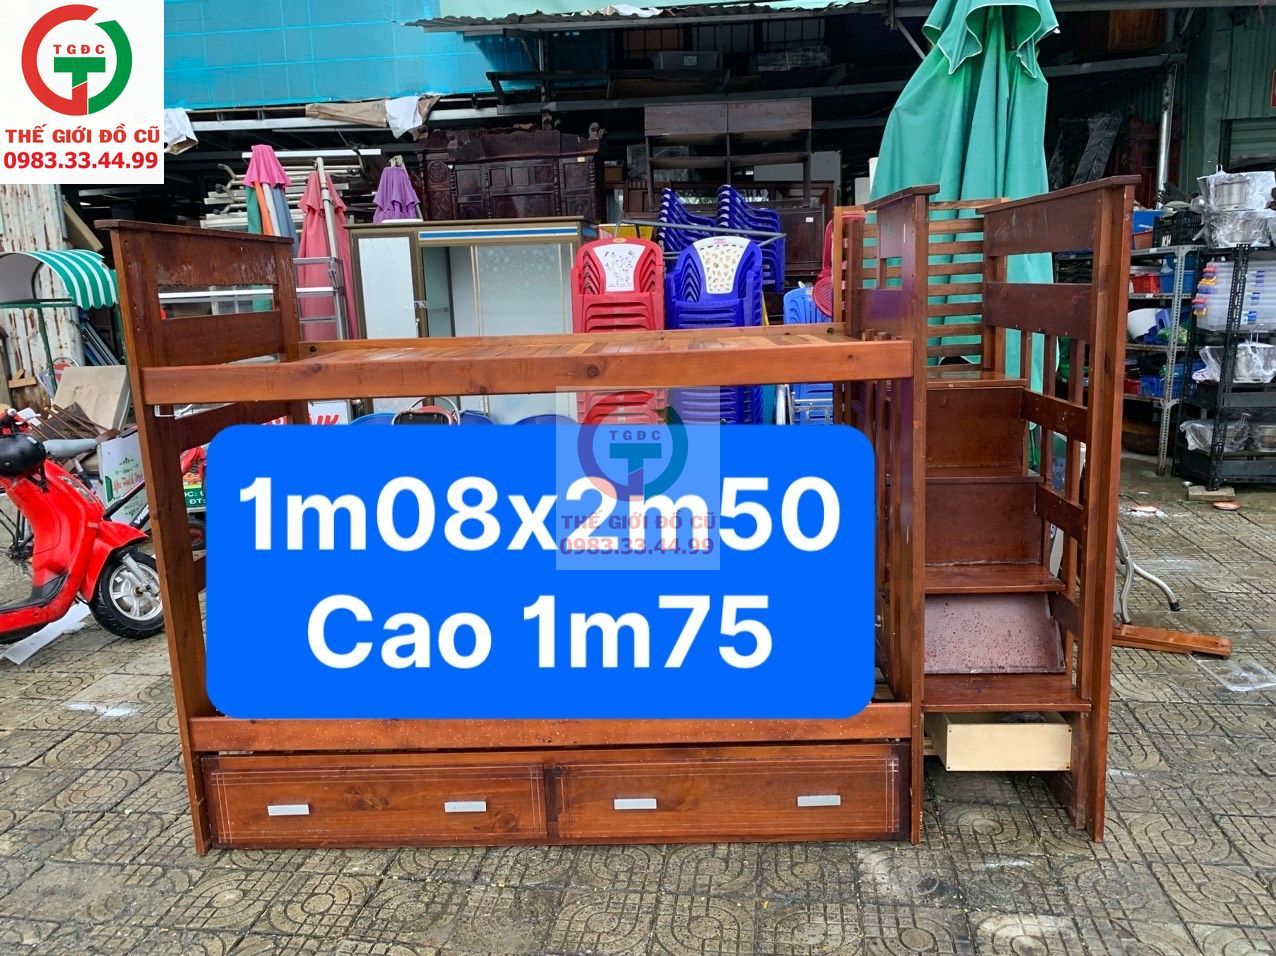 TGĐC
THẾ GIỚI ĐỒ CŨ
0983.33.44.99
1m08x2m50
Cao 1m75
TGĐC
THẾ GIỚI ĐỒ CŨ
0983.33.44.99